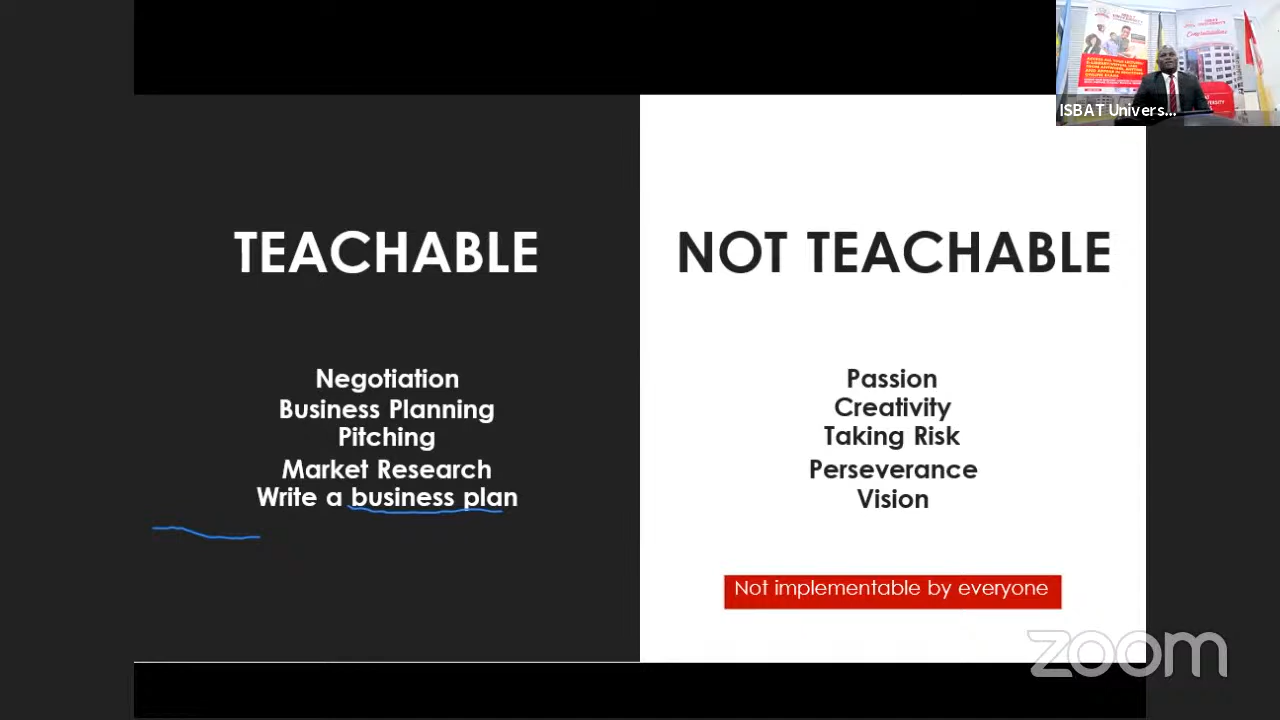 ISBAT Univers...
TEACHABLE
Negotiation
Business Planning
Pitching
Market Research
Write a business plan
NOT TEACHABLE
Passion
Creativity
Taking Risk
Perseverance
Vision
Not implementable by everyone
zoom